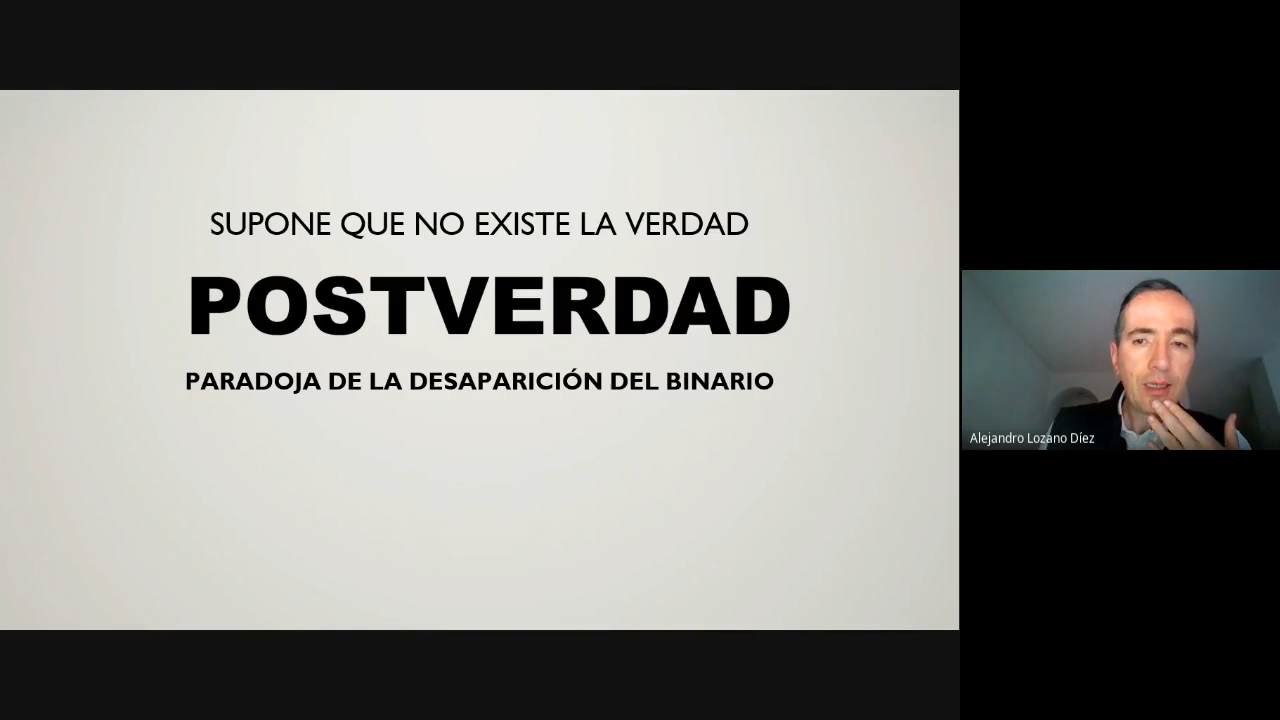 SUPONE QUE NO EXISTE LA VERDAD
POSTVERDAD
PARADOJA DE LA DESAPARICIÓN DEL BINARIO
Alejandro Lozano Díez